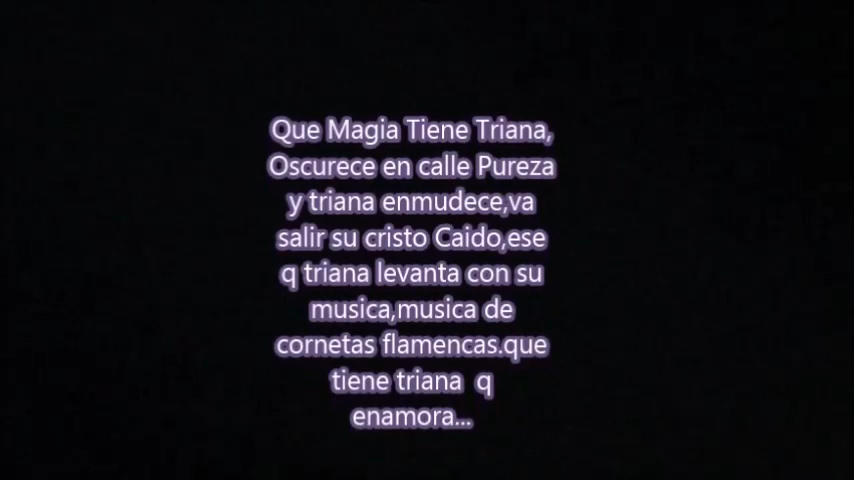 Que Magia Tiene Triana,
Oscurece en calle Pureza
y triana enmudece,va
salir su cristo Caido,ese
q triana levanta con su
musica,musica de
cornetas flamencas.que
tiene triana  q
enamora...